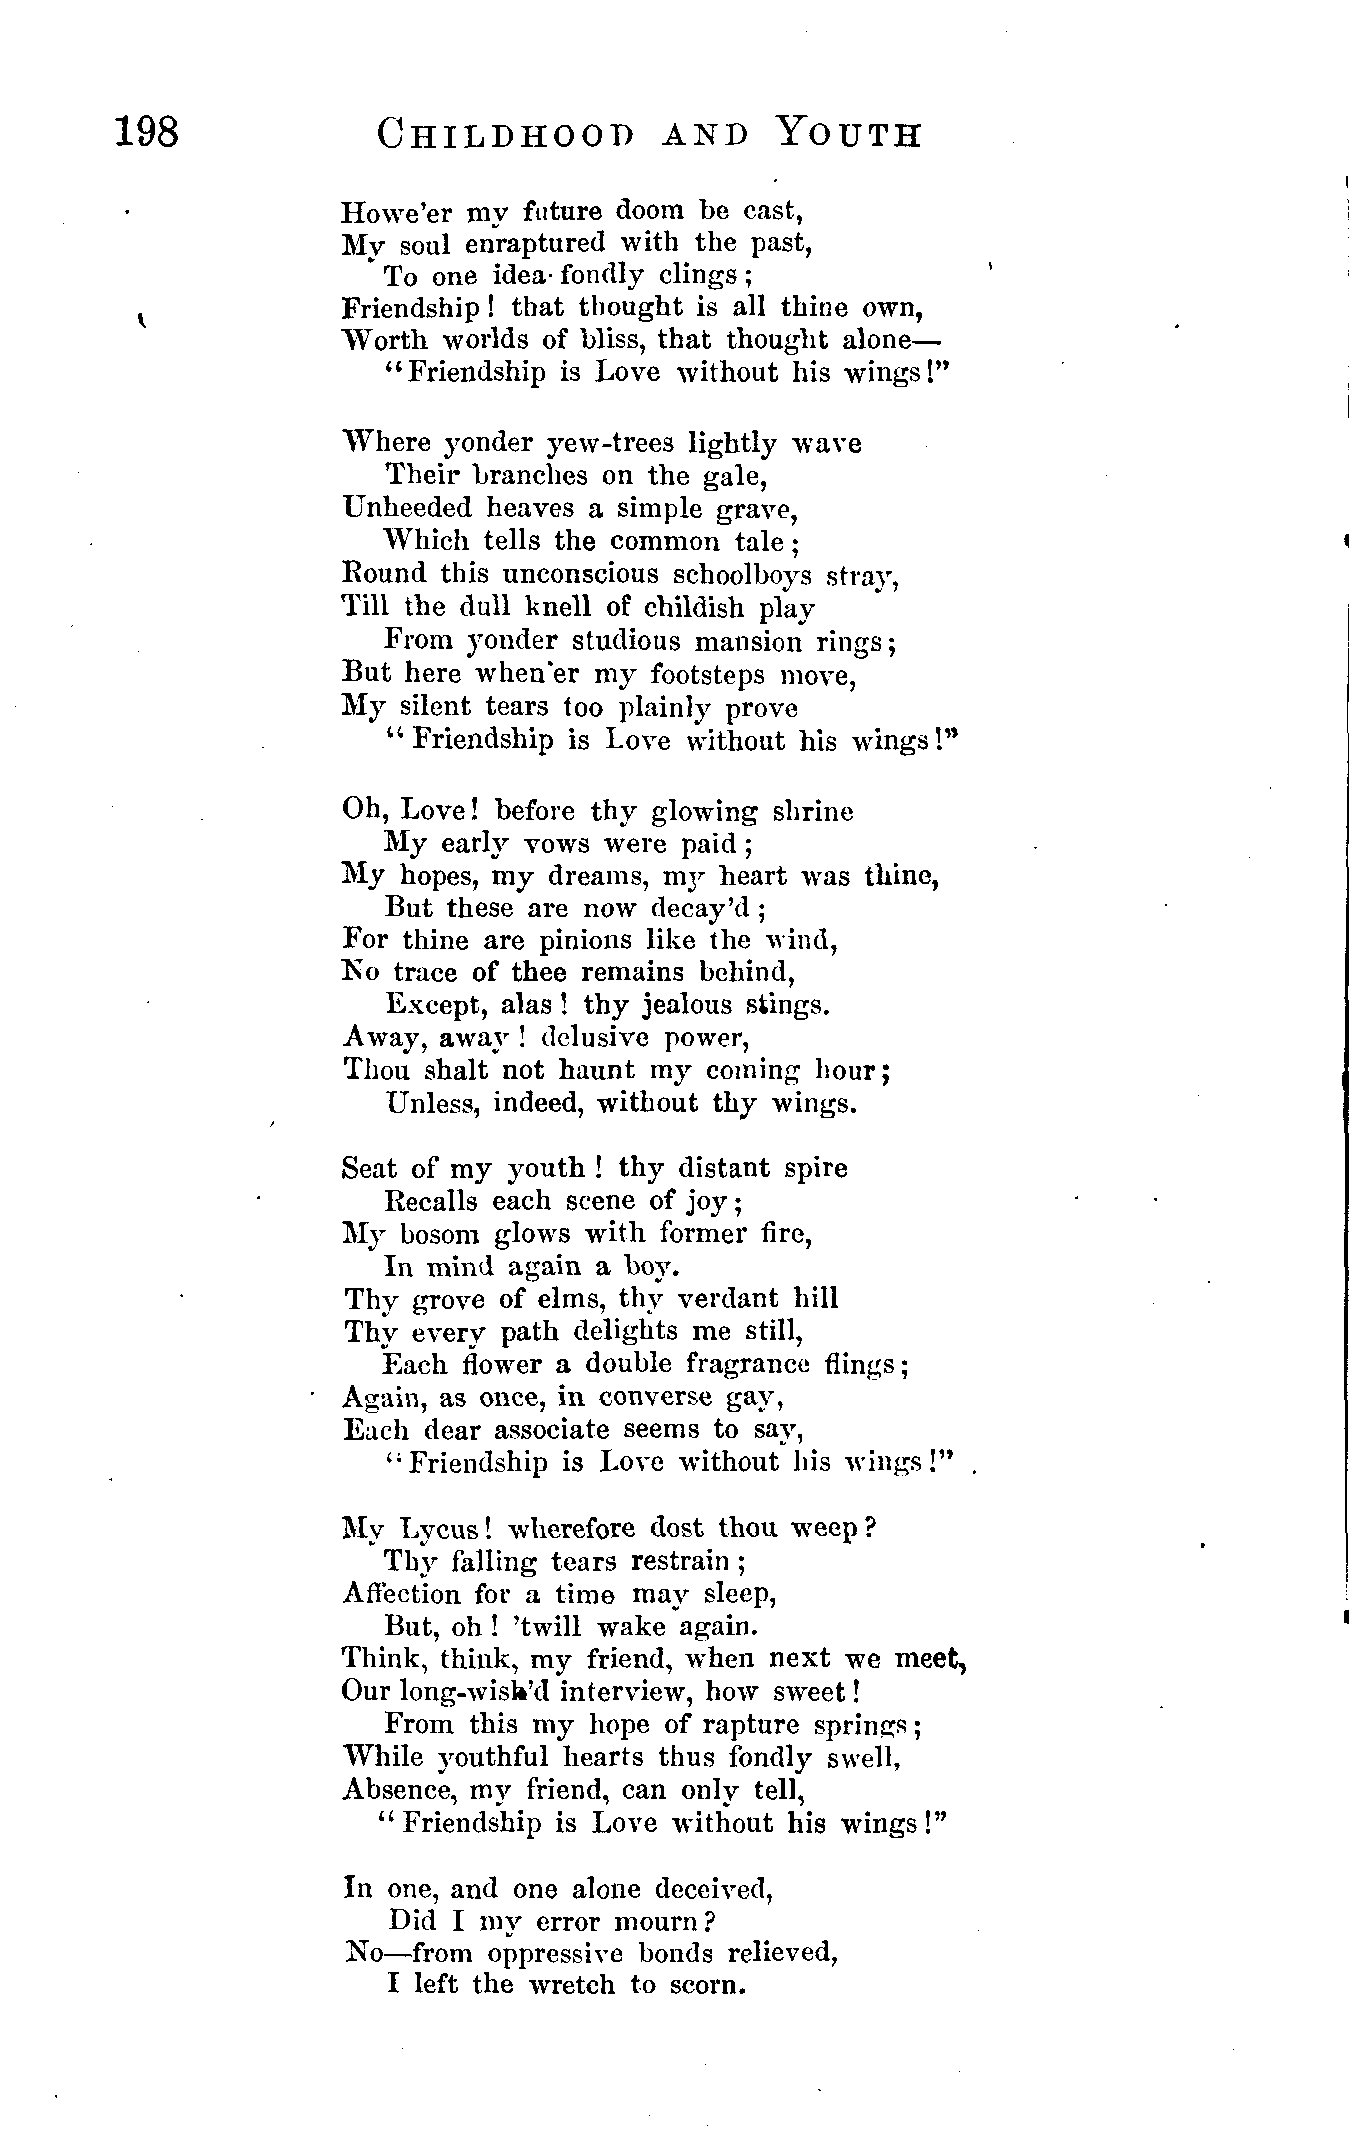 198 CHILDHOOD AND YOUTH
Howe'er my future doom be cast,
My soul enraptured with the past,
To one idea fondly clings;
Friendship! that thought is all thine own,
Worth worlds of bliss, that thought alone—
"Friendship is Love without his wings!"
Where yonder yew-trees lightly wave
Their branches on the gale,
Unheeded heaves a simple grave,
Which tells the common tale;
Round this unconscious schoolboys stray,
Till the dull knell of childish play
From yonder studious mansion rings;
But here when'er my footsteps move,
My silent tears too plainly prove
"Friendship is Love without his wings!"
Oh, Love! before thy glowing shrine
My early vows were paid;
My hopes, my dreams, my heart was thine,
But these are now decay'd;
For thine are pinions like the wind,
No trace of thee remains behind,
Except, alas! thy jealous stings.
Away, away! delusive power,
Thou shalt not haunt my coming hour;
Unless, indeed, without thy wings.
Seat of my youth! thy distant spire
Recalls each scene of joy;
My bosom glows with former fire,
In mind again a boy.
Thy grove of elms, thy verdant hill
Thy every path delights me still,
Each flower a double fragrance flings;
Again, as once, in converse gay,
Each dear associate seems to say,
"Friendship is Love without his wings!"
My Lycus! wherefore dost thou weep?
Thy falling tears restrain;
Affection for a time may sleep,
But, oh! 'twill wake again.
Think, think, my friend, when next we meet,
Our long-wish'd interview, how sweet!
From this my hope of rapture springs;
While youthful hearts thus fondly swell,
Absence, my friend, can only tell,
"Friendship is Love without his wings!"
In one, and one alone deceived,
Did I my error mourn?
No—from oppressive bonds relieved,
I left the wretch to scorn.